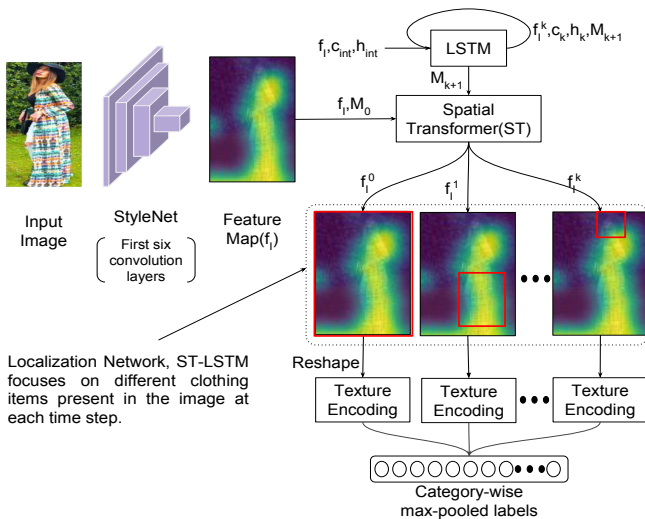 f_l,c_int,h_int
LSTM
f_l^k,c_k,h_k,M_k+1
M_k+1
f_l,M_0
Spatial
Transformer(ST)
f_l^0
f_l^1
f_l^k
Input
Image
StyleNet
First six
convolution
layers
Feature
Map(f_l)
Localization Network, ST-LSTM
focuses on different clothing
items present in the image at
each time step.
Reshape
Texture
Encoding
Texture
Encoding
Texture
Encoding
Category-wise
max-pooled labels